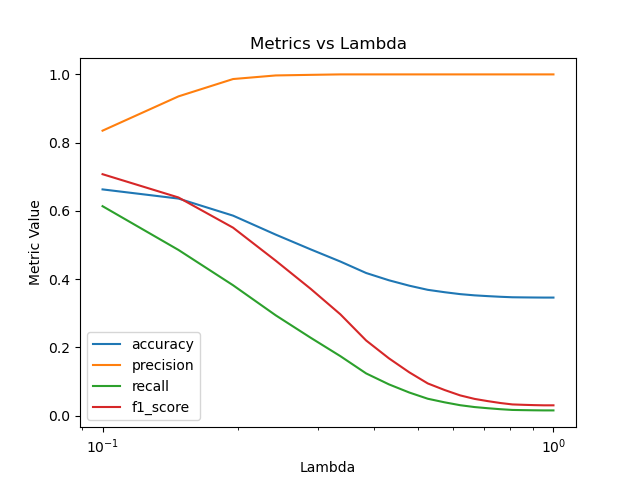 Metrics vs Lambda
1.0
0.8
0.6
0.4
0.2
0.0
Metric Value
accuracy
precision
recall
f1_score
10⁻¹
10⁰
Lambda